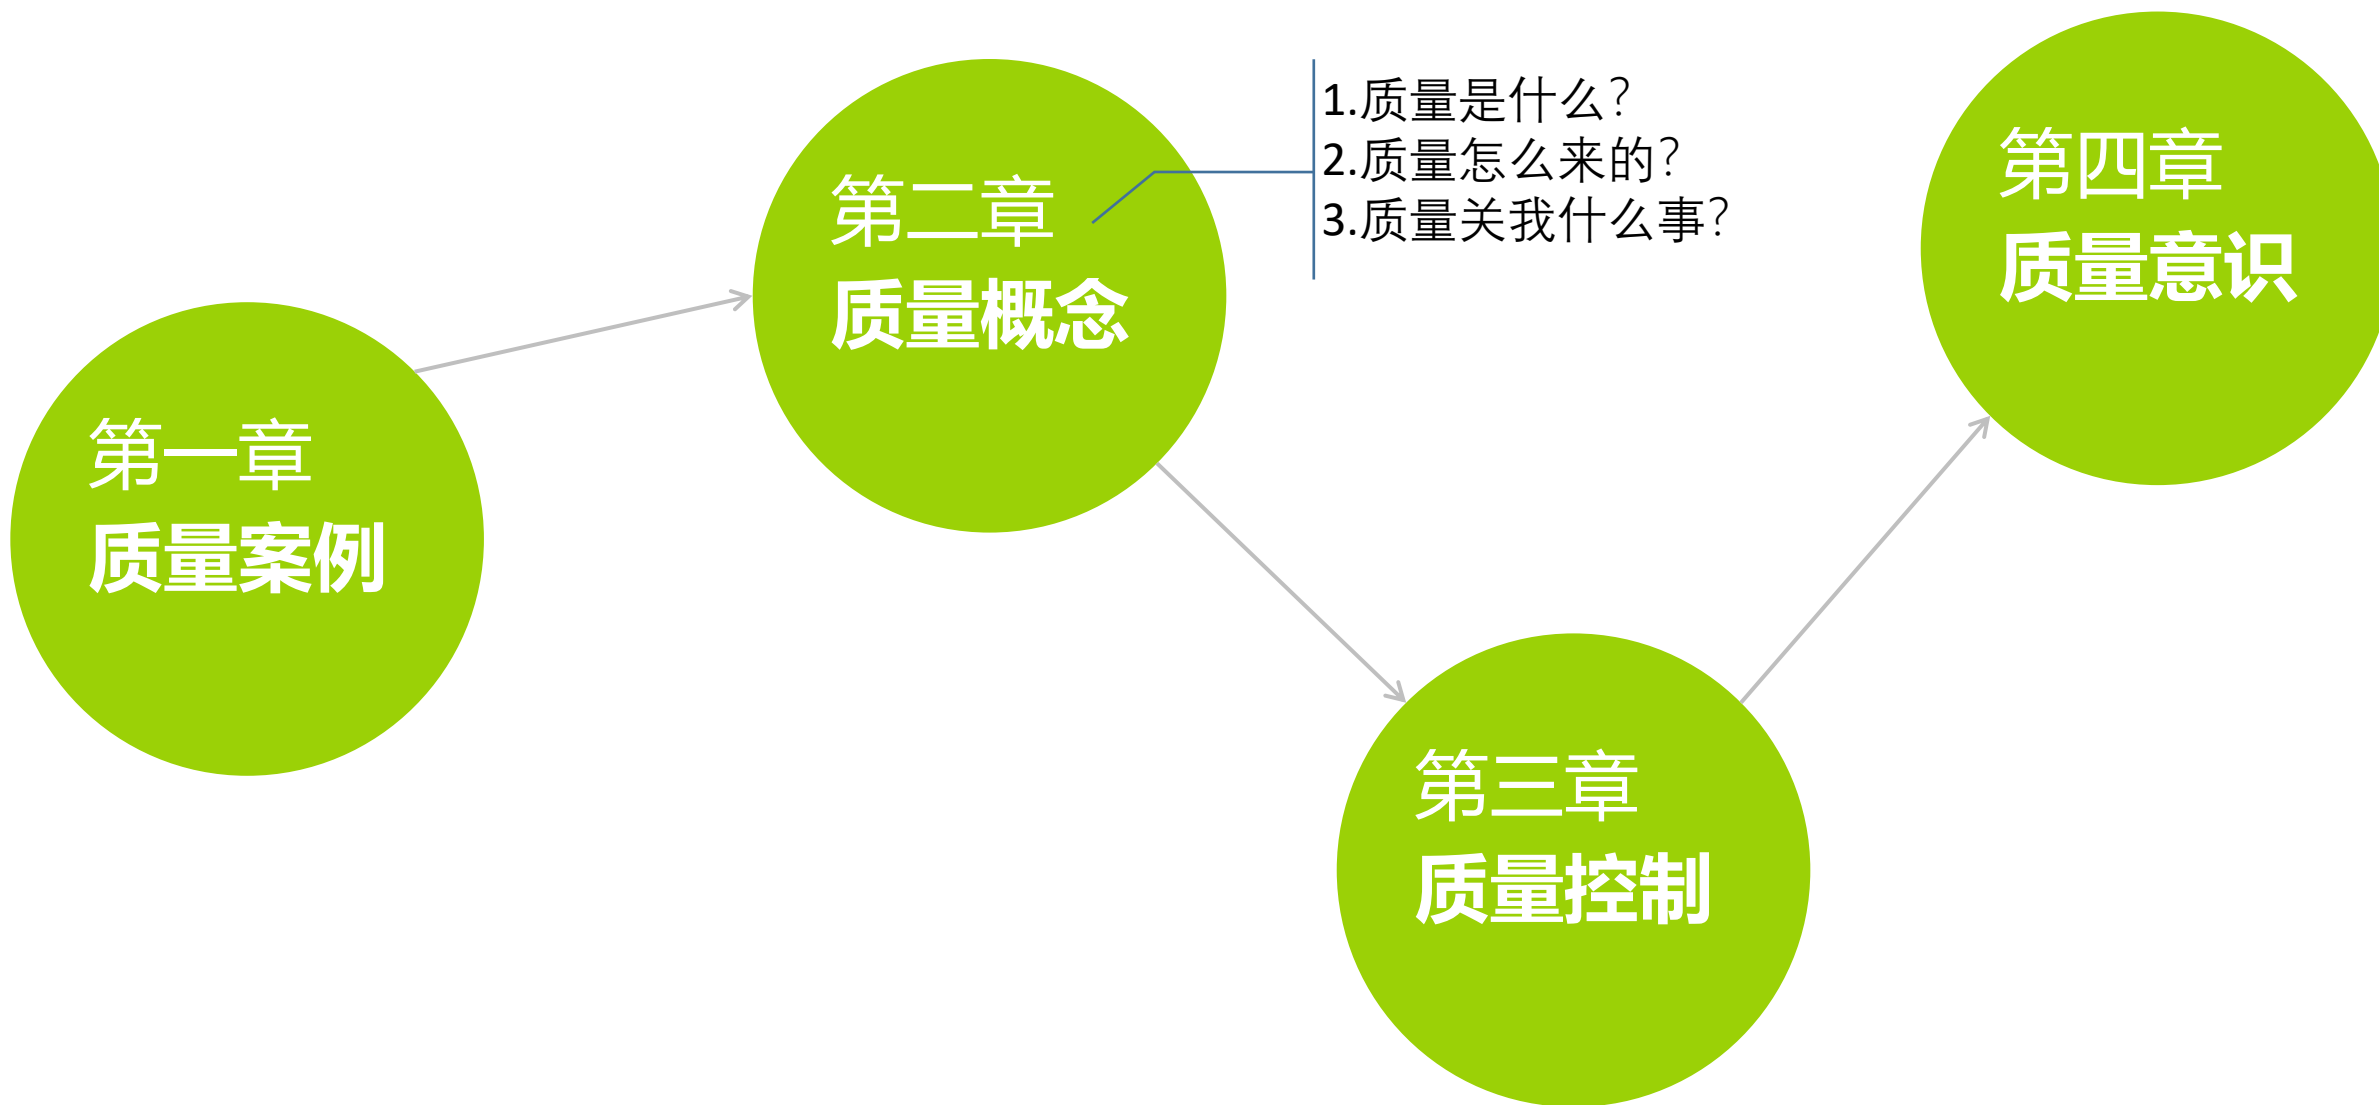 第一章
质量案例
第二章
质量概念
1.质量是什么？
2.质量怎么来的？
3.质量关我什么事？
第三章
质量控制
第四章
质量意识